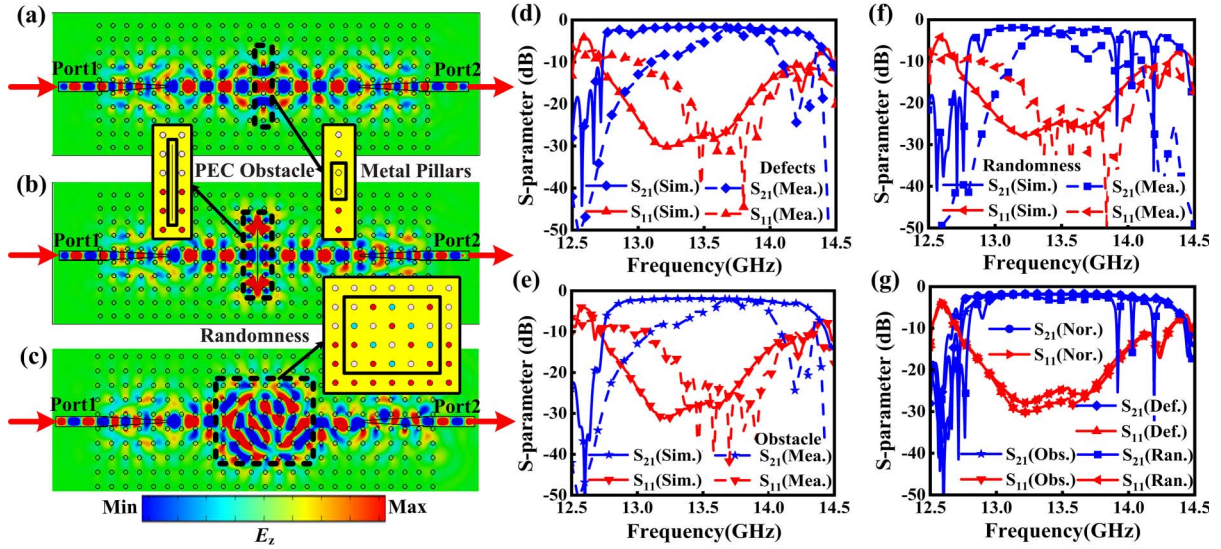 (a)
Port1
Port2
PEC Obstacle
Metal Pillars
(b)
Port1
Port2
Randomness
(c)
Port1
Port2
Min
Max
Ez
(d)
S-parameter (dB)
0
-10
-20
-30
-40
-50
Defects
S21(Sim.)
S21(Mea.)
S11(Sim.)
S11(Mea.)
12.5
13.0
13.5
14.0
14.5
Frequency(GHz)
(e)
S-parameter (dB)
0
-10
-20
-30
-40
-50
Obstacle
S21(Sim.)
S21(Mea.)
S11(Sim.)
S11(Mea.)
12.5
13.0
13.5
14.0
14.5
Frequency(GHz)
(f)
S-parameter (dB)
0
-10
-20
-30
-40
-50
Randomness
S21(Sim.)
S21(Mea.)
S11(Sim.)
S11(Mea.)
12.5
13.0
13.5
14.0
14.5
Frequency(GHz)
(g)
S-parameter (dB)
0
-10
-20
-30
-40
-50
S21(Nor.)
S11(Nor.)
S21(Def.)
S11(Def.)
S21(Obs.)
S21(Ran.)
S11(Obs.)
S11(Ran.)
12.5
13.0
13.5
14.0
14.5
Frequency(GHz)